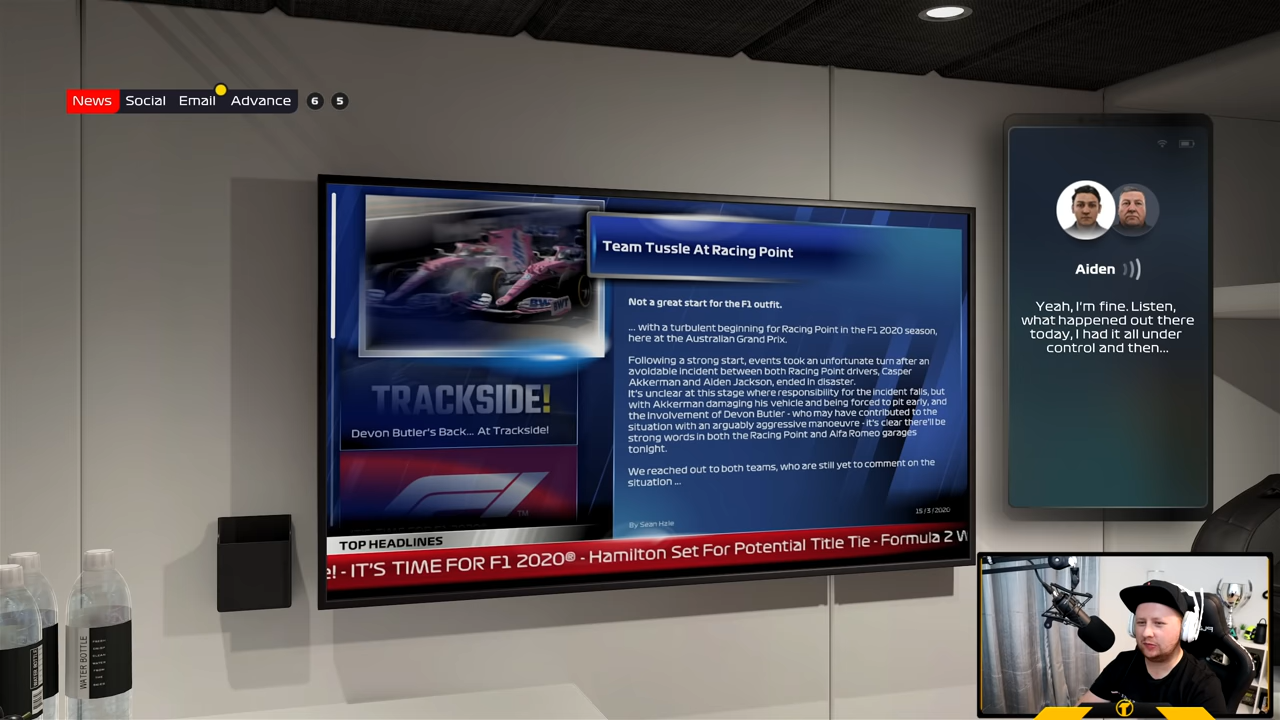 News Social Email Advance 6 5
Team Tussle At Racing Point
Not a great start for the F1 outfit.
... with a turbulent beginning for Racing Point in the F1 2020 season,
here at the Australian Grand Prix.
Following a strong start, events took an unfortunate turn after an
avoidable incident between both Racing Point drivers, Casper
Akkerman and Aiden Jackson, ended in disaster.
It's unclear at this stage where responsibility for the incident falls, but
with Akkerman damaging his vehicle and being forced to pit early, and
the involvement of Devon Butler - who may have contributed to the
situation with an arguably aggressive manoeuvre - it's clear there'll be
strong words in both the Racing Point and Alfa Romeo garages
tonight.
We reached out to both teams, who are still yet to comment on the
situation ...
15/3/2020
By Sean Hzle
BWT
TRACKSIDE!
Devon Butler's Back... At Trackside!
F1
TM
TOP HEADLINES
e! - IT'S TIME FOR F1 2020® - Hamilton Set For Potential Title Tie - Formula 2 W
Aiden
Yeah, I'm fine. Listen,
what happened out there
today, I had it all under
control and then...
WATER BOTTLE
WATER BOTTLE